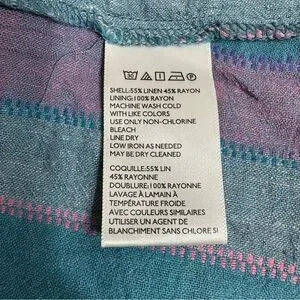 SHELL:55% LINEN 45% RAYON
LINING:100% RAYON
MACHINE WASH COLD
WITH LIKE COLORS
USE ONLY NON-CHLORINE
BLEACH
LINE DRY
LOW IRON AS NEEDED
MAY BE DRY CLEANED
COQUILLE:55% LIN
45% RAYONNE
DOUBLURE:100% RAYONNE
LAVAGE À LAMAIN À
TEMPÉRATURE FROIDE
AVEC COULEURS SIMILAIRES
UTILISER UN AGENT DE
BLANCHIMENT SANS CHLORE SI